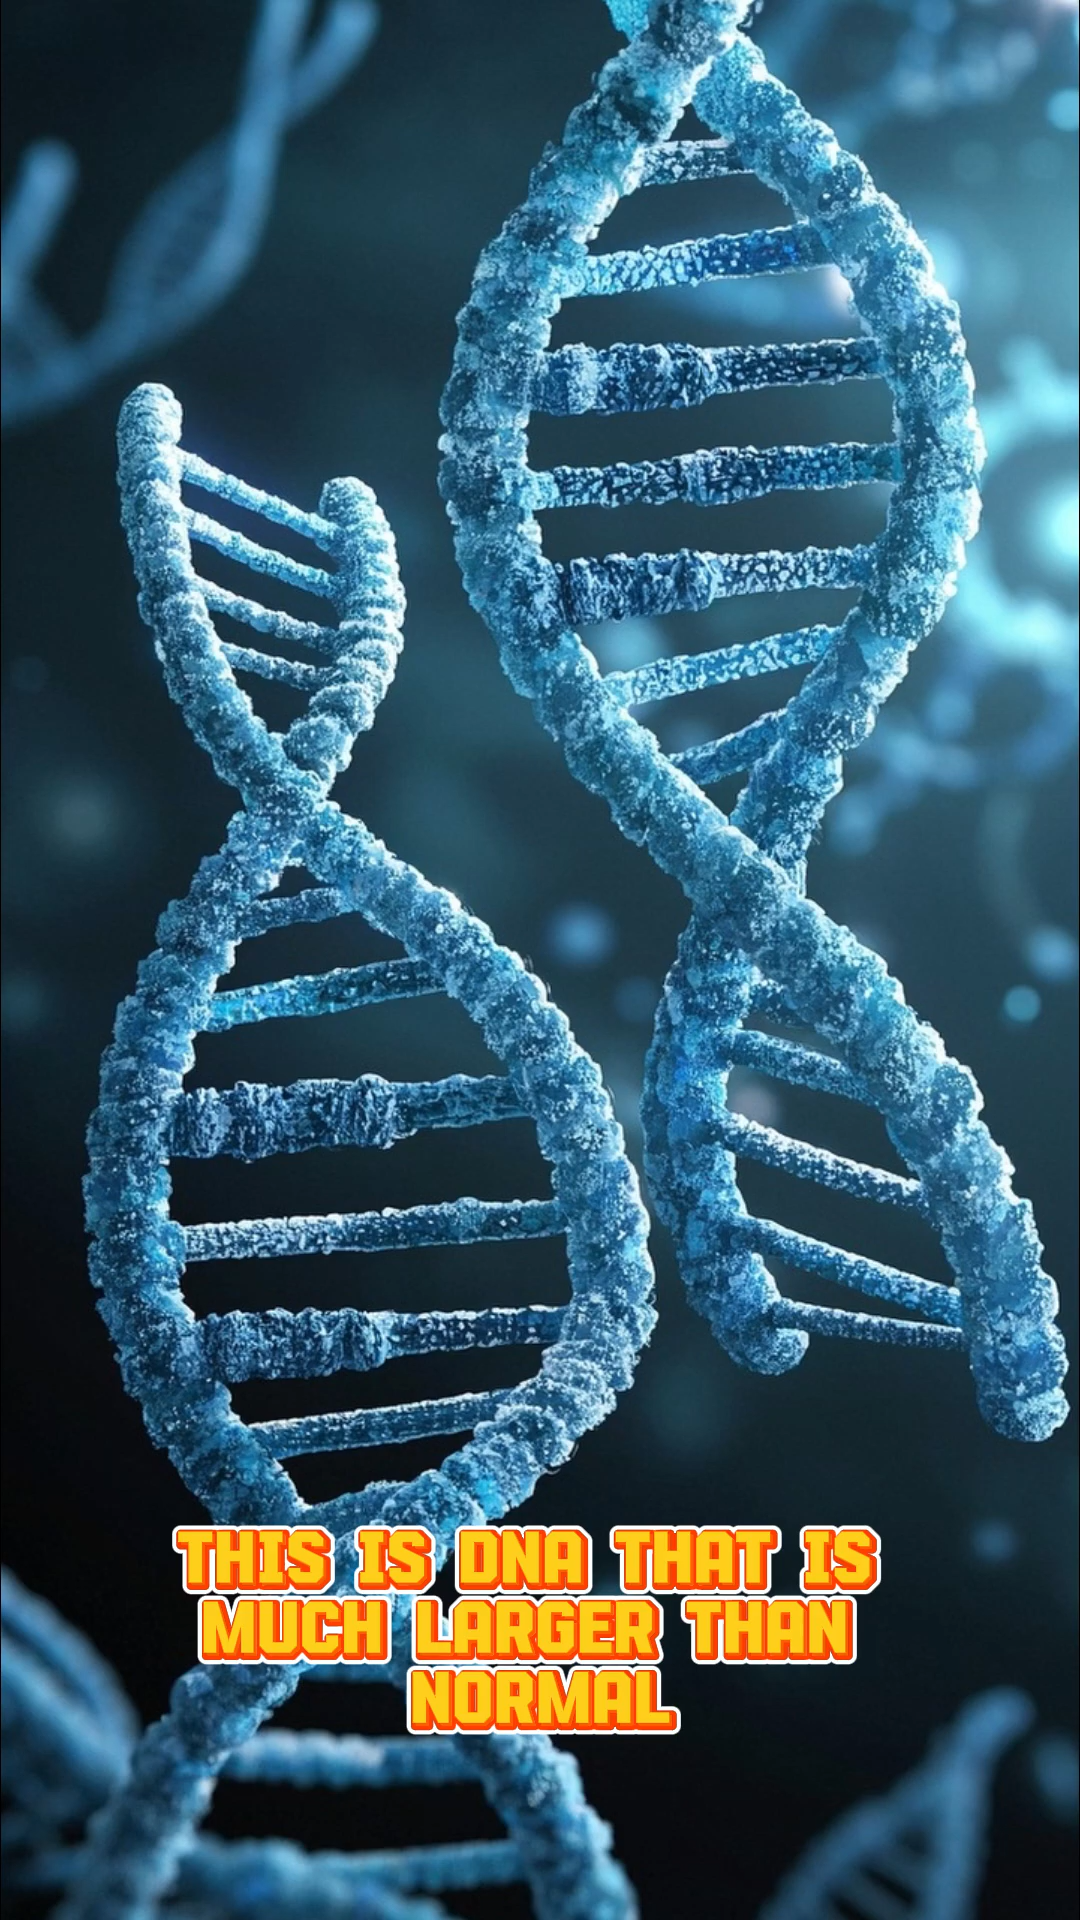 THIS IS DNA THAT IS
MUCH LARGER THAN
NORMAL